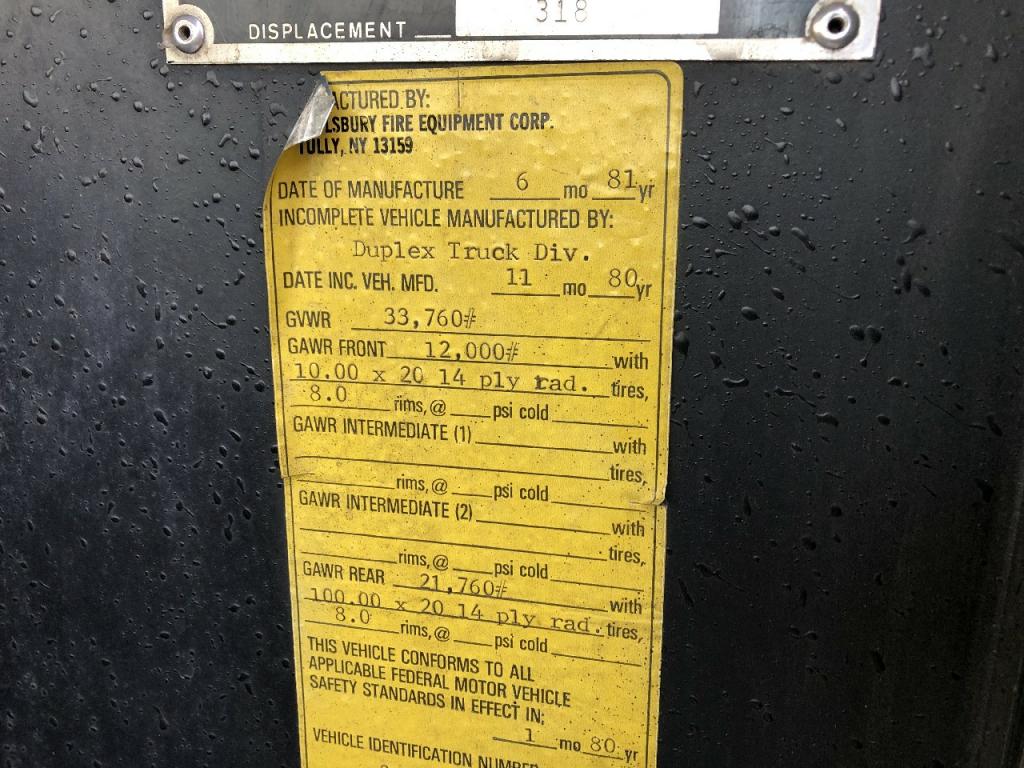 DISPLACEMENT 318
ACTURED BY:
LSBURY FIRE EQUIPMENT CORP.
TULLY, NY 13159
DATE OF MANUFACTURE 6 mo 81 yr
INCOMPLETE VEHICLE MANUFACTURED BY:
Duplex Truck Div.
DATE INC. VEH. MFD. 11 mo 80 yr
GVWR 33,760#
GAWR FRONT 12,000# with
10.00 x 20 14 ply rad. tires,
8.0 rims,@ psi cold
GAWR INTERMEDIATE (1) with
tires,
rims,@ psi cold
GAWR INTERMEDIATE (2) with
tires,
rims,@ psi cold
GAWR REAR 21,760# with
100.00 x 20 14 ply rad. tires,
8.0 rims,@ psi cold
THIS VEHICLE CONFORMS TO ALL
APPLICABLE FEDERAL MOTOR VEHICLE
SAFETY STANDARDS IN EFFECT IN;
1 mo 80 yr
VEHICLE IDENTIFICATION NUMBER